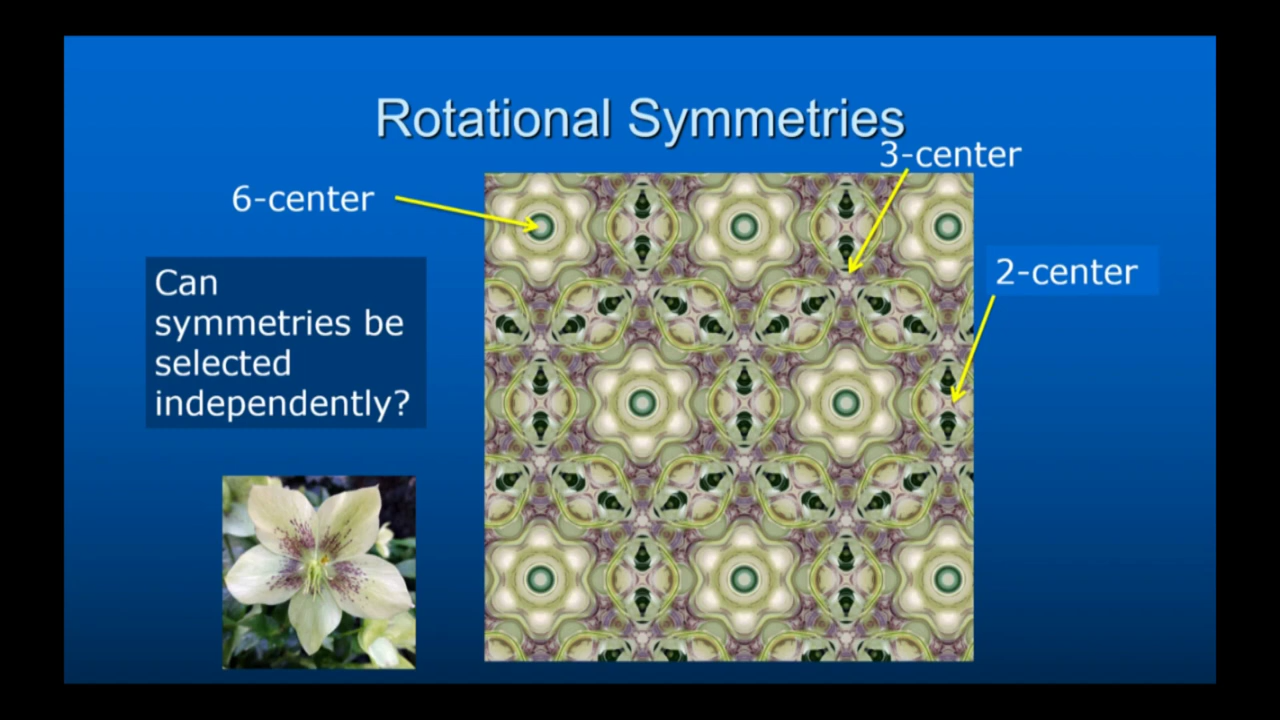 Rotational Symmetries
3-center
6-center
2-center
Can
symmetries be
selected
independently?